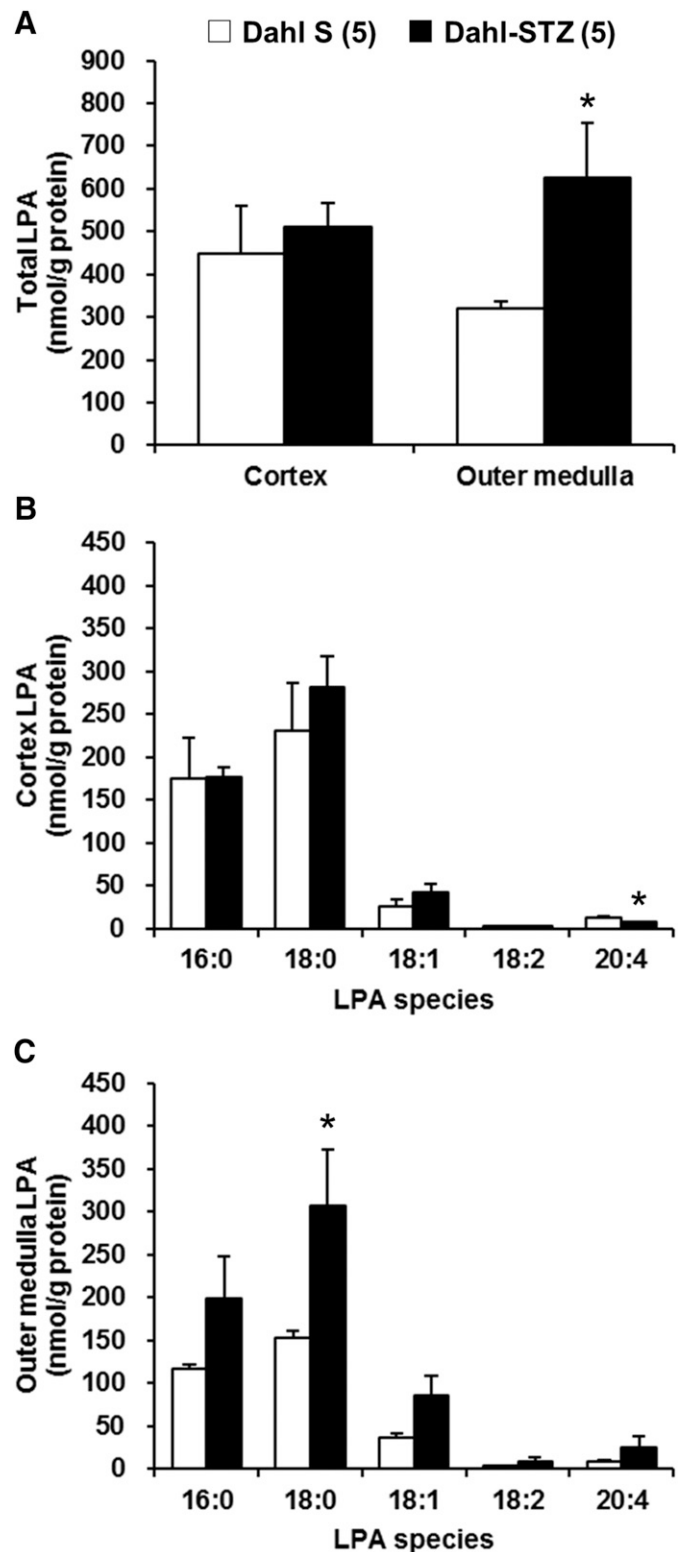 A
Dahl S (5) Dahl-STZ (5)
Total LPA
(nmol/g protein)
900
800
700
600
500
400
300
200
100
0
*
Cortex Outer medulla
B
Cortex LPA
(nmol/g protein)
450
400
350
300
250
200
150
100
50
0
*
16:0 18:0 18:1 18:2 20:4
LPA species
C
Outer medulla LPA
(nmol/g protein)
450
400
350
300
250
200
150
100
50
0
*
16:0 18:0 18:1 18:2 20:4
LPA species